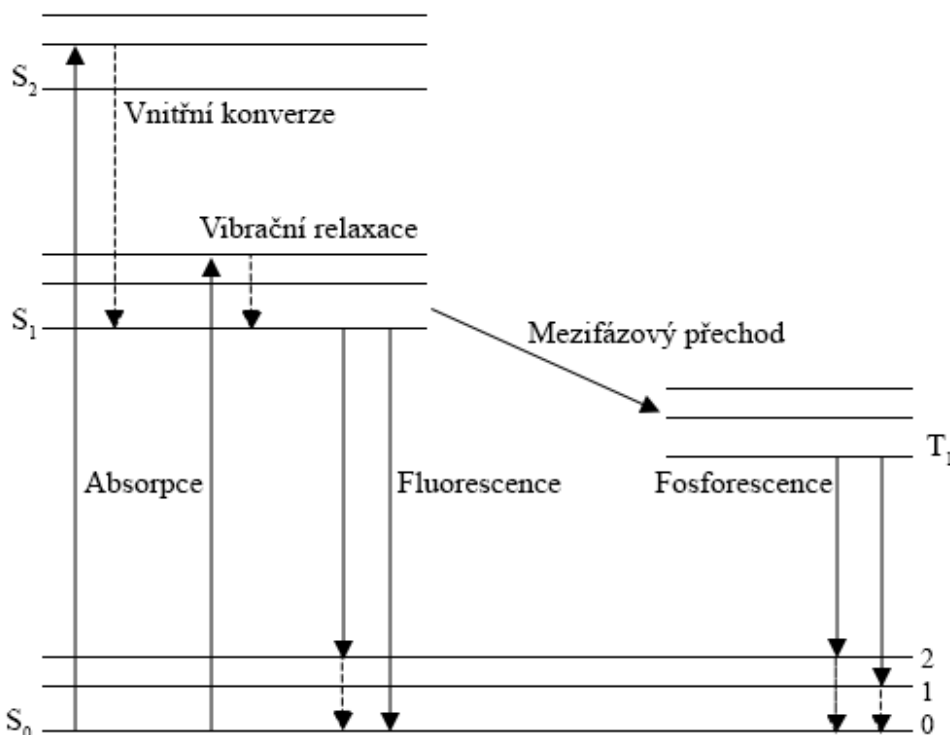 S2
Vnitřní konverze
Vibrační relaxace
S1
Mezifázový přechod
T1
Absorpce
Fluorescence
Fosforescence
2
1
S0
0